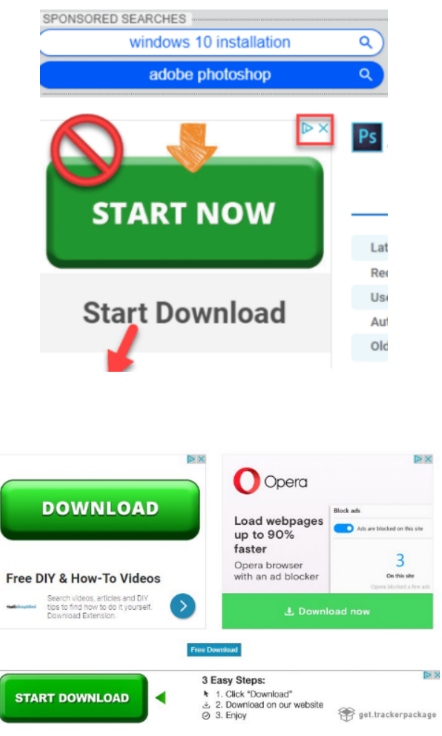 SPONSORED SEARCHES
windows 10 installation
adobe photoshop
Ps
START NOW
Start Download
Lat
Rec
Use
Aut
Old
DOWNLOAD
Free DIY & How-To Videos
Search videos, articles and DIY
tips to find how to do it yourself.
Download Extension.
Opera
Load webpages
up to 90%
faster
Opera browser
with an ad blocker
Block ads
Ads are blocked on this site
3
On this site
Opera blocked a few ads
Download now
Free Download
START DOWNLOAD
3 Easy Steps:
1. Click "Download"
2. Download on our website
3. Enjoy
get.trackerpackage